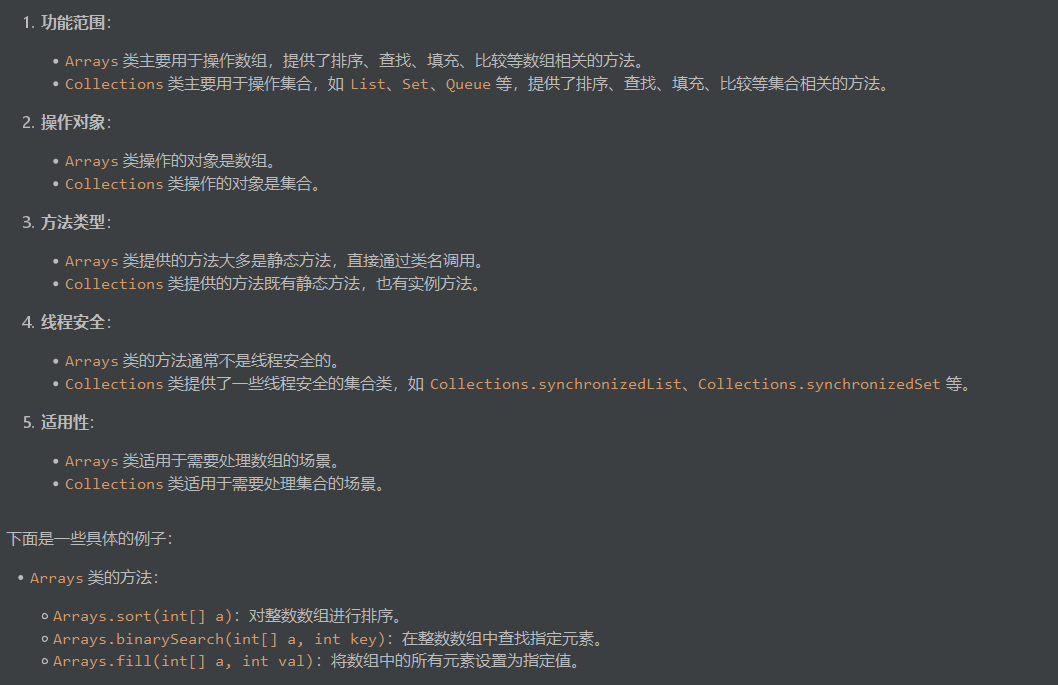 1. 功能范围：
• Arrays 类主要用于操作数组，提供了排序、查找、填充、比较等数组相关的方法。
• Collections 类主要用于操作集合，如 List、Set、Queue 等，提供了排序、查找、填充、比较等集合相关的方法。
2. 操作对象：
• Arrays 类操作的对象是数组。
• Collections 类操作的对象是集合。
3. 方法类型：
• Arrays 类提供的方法大多是静态方法，直接通过类名调用。
• Collections 类提供的方法既有静态方法，也有实例方法。
4. 线程安全：
• Arrays 类的方法通常不是线程安全的。
• Collections 类提供了一些线程安全的集合类，如 Collections.synchronizedList、Collections.synchronizedSet 等。
5. 适用性：
• Arrays 类适用于需要处理数组的场景。
• Collections 类适用于需要处理集合的场景。
下面是一些具体的例子：
• Arrays 类的方法：
◦ Arrays.sort(int[] a)：对整数数组进行排序。
◦ Arrays.binarySearch(int[] a, int key)：在整数数组中查找指定元素。
◦ Arrays.fill(int[] a, int val)：将数组中的所有元素设置为指定值。